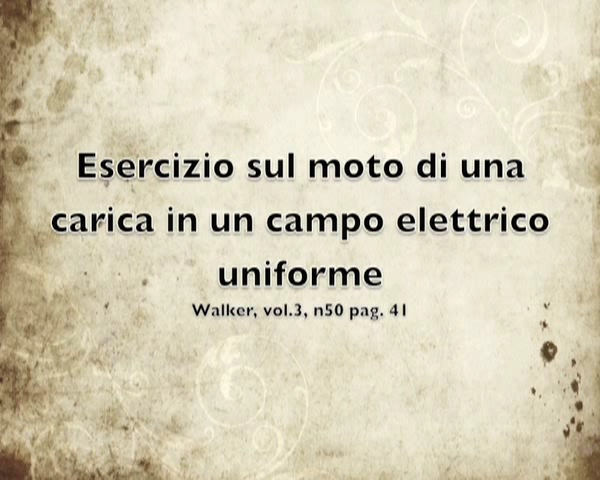 Esercizio sul moto di una
carica in un campo elettrico
uniforme
Walker, vol.3, n50 pag. 41